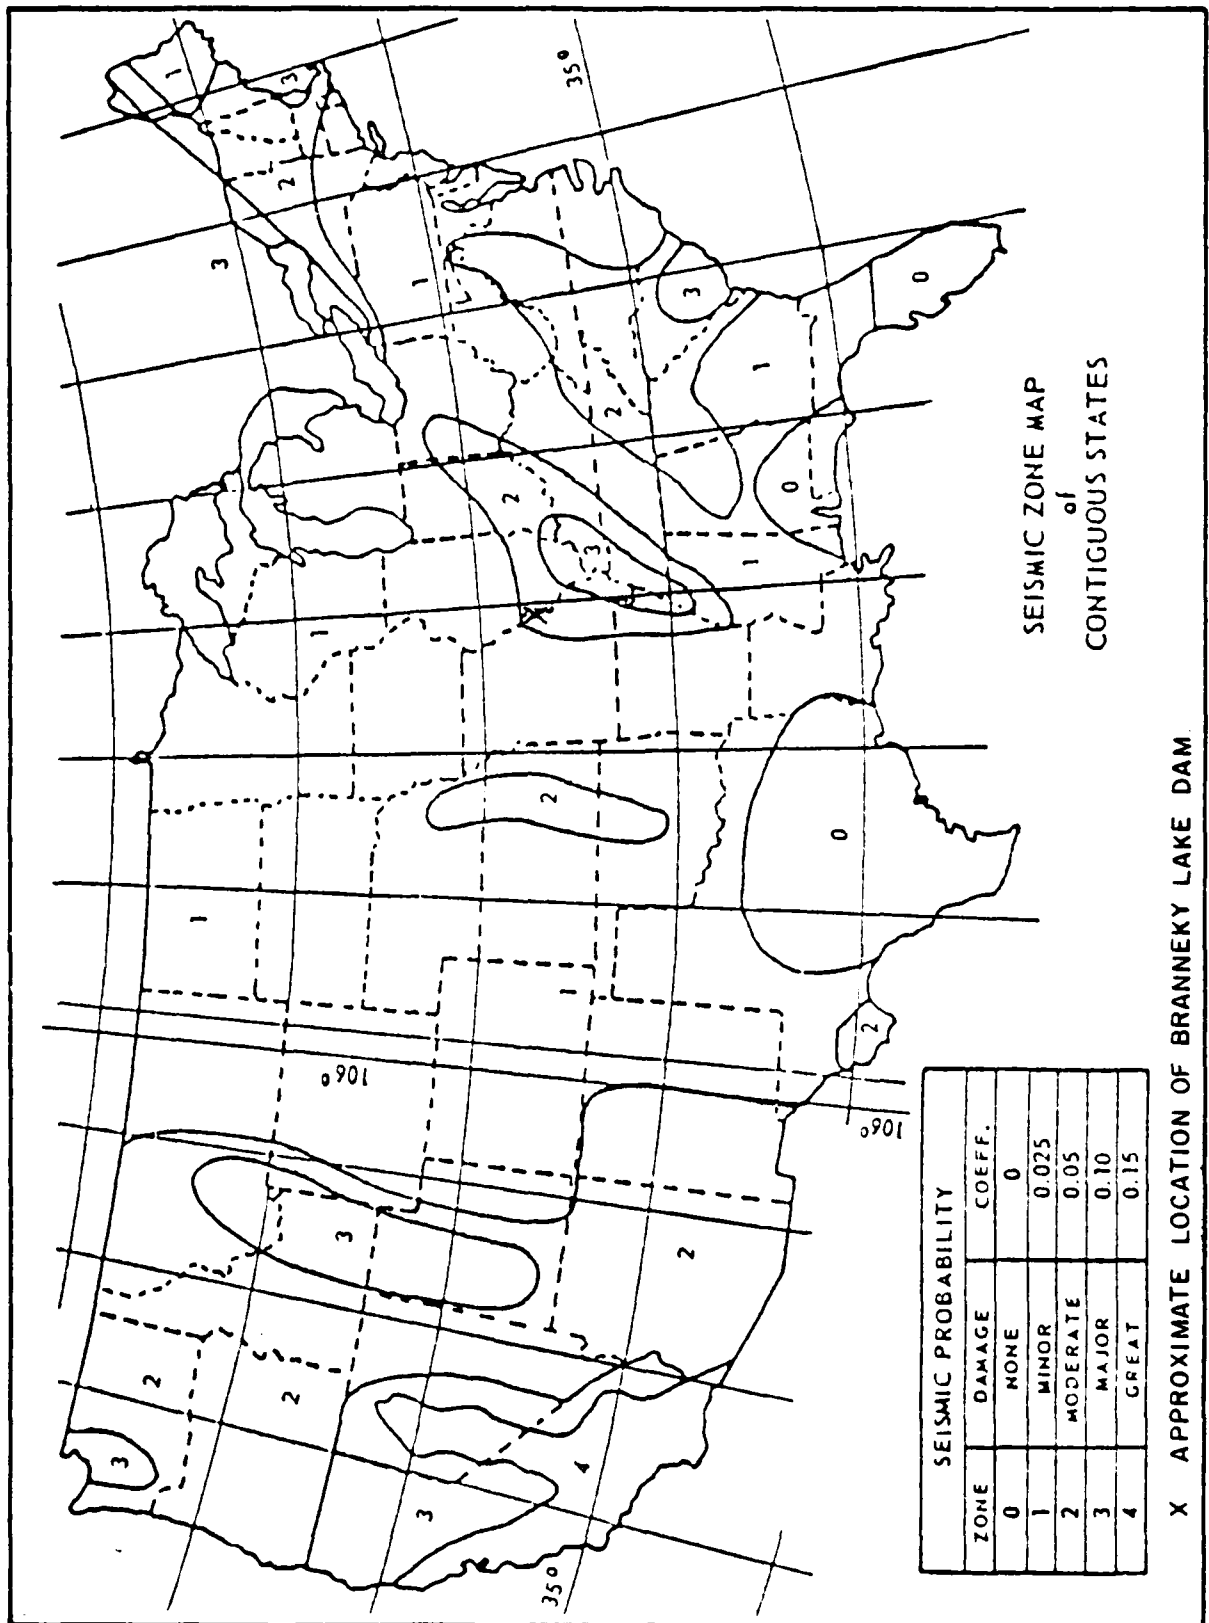 SEISMIC ZONE MAP
of
CONTIGUOUS STATES
3
2
2
3
3
4
35°
3
2
106°
106°
1
1
2
2
0
1
2
3
X
1
0
1
2
3
1
3
2
3
1
0
35°
SEISMIC PROBABILITY
ZONE DAMAGE COEFF.
0 NONE 0
1 MINOR 0.025
2 MODERATE 0.05
3 MAJOR 0.10
4 GREAT 0.15
X APPROXIMATE LOCATION OF BRANNEKY LAKE DAM